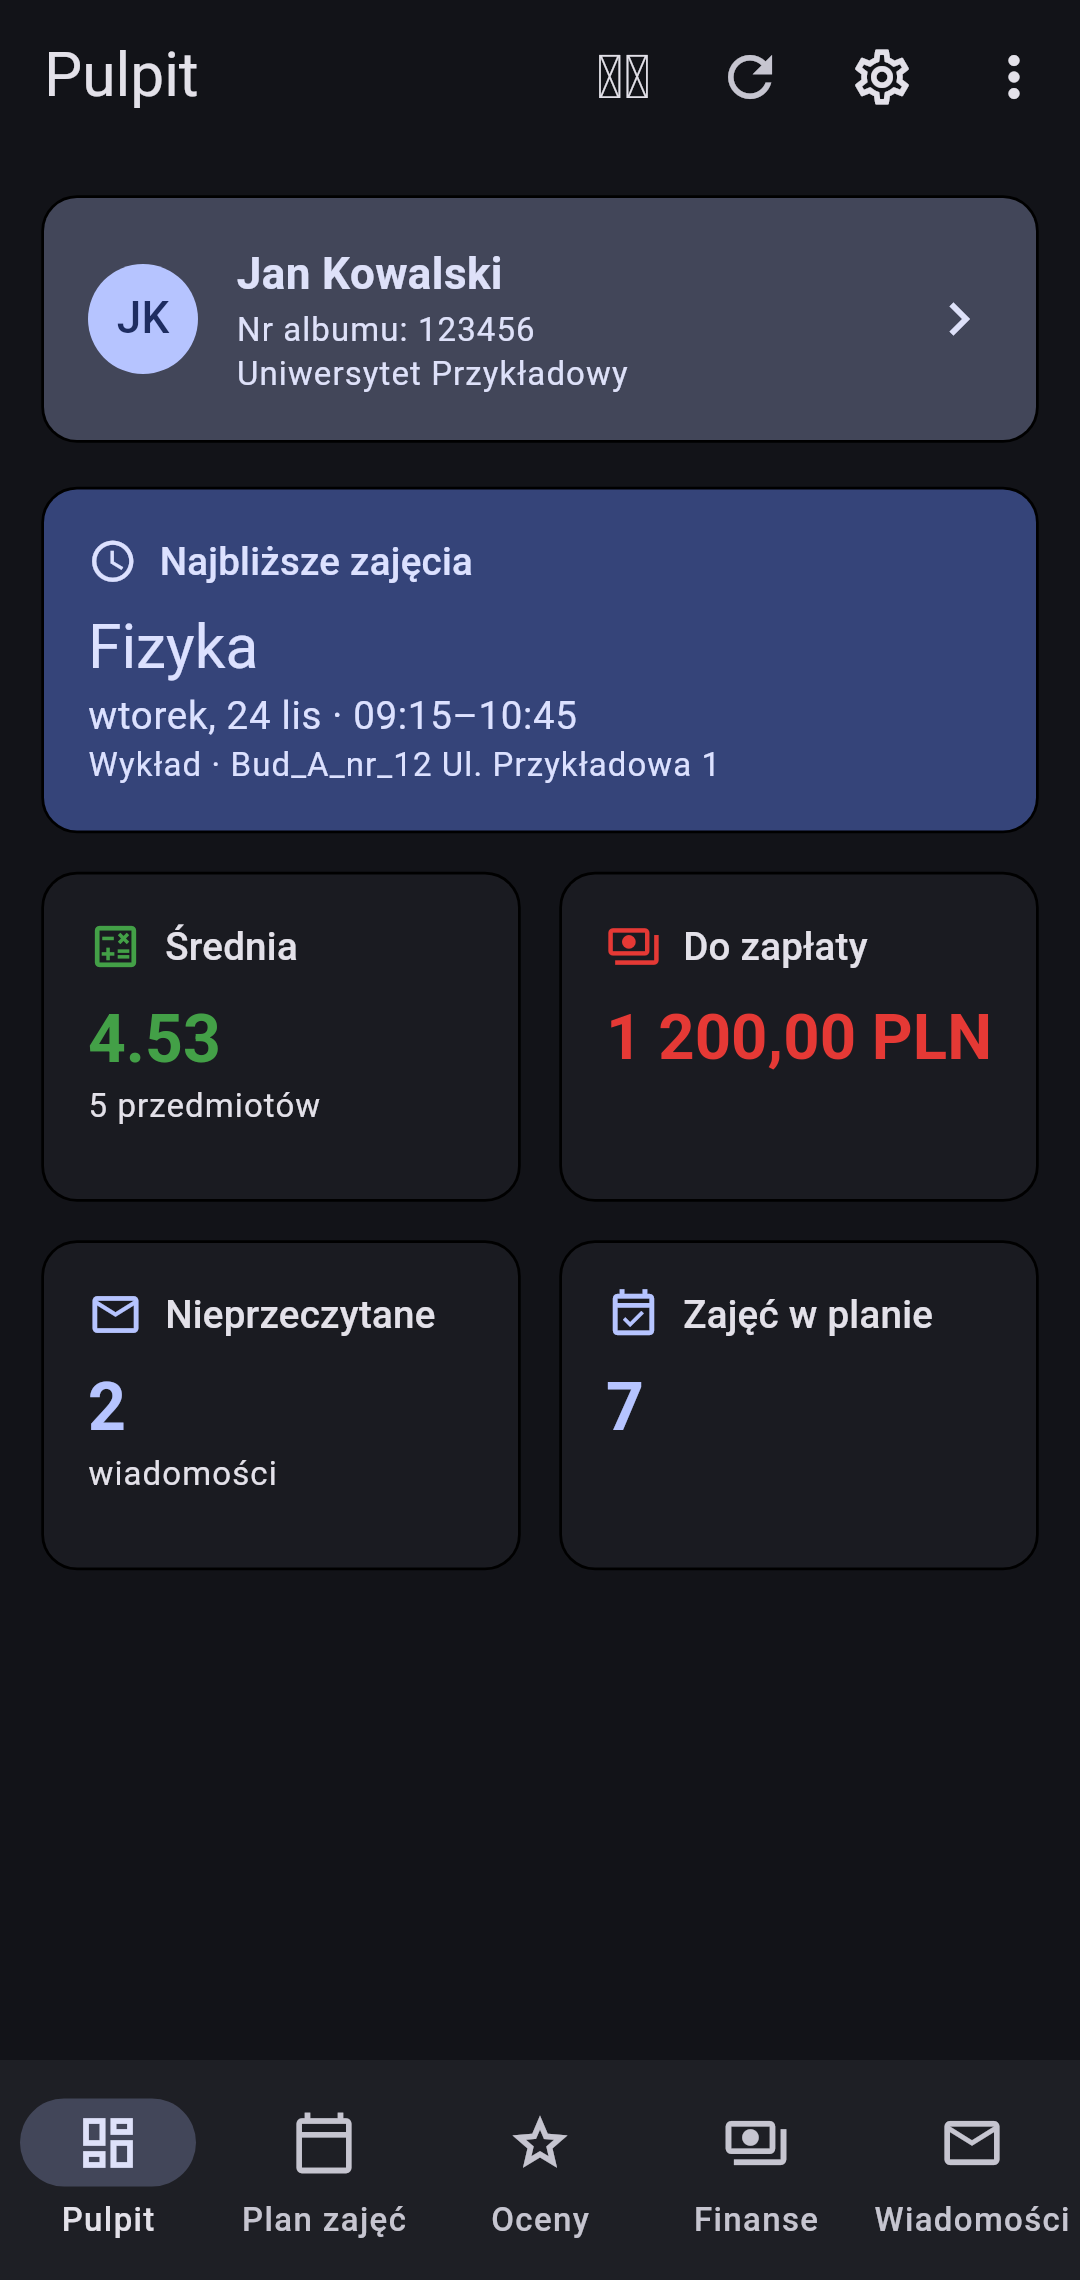 Pulpit
JK
Jan Kowalski
Nr albumu: 123456
Uniwersytet Przykładowy
Najbliższe zajęcia
Fizyka
wtorek, 24 lis · 09:15–10:45
Wykład · Bud_A_nr_12 Ul. Przykładowa 1
Średnia
4.53
5 przedmiotów
Do zapłaty
1 200,00 PLN
Nieprzeczytane
2
wiadomości
Zajęć w planie
7
Pulpit
Plan zajęć
Oceny
Finanse
Wiadomości